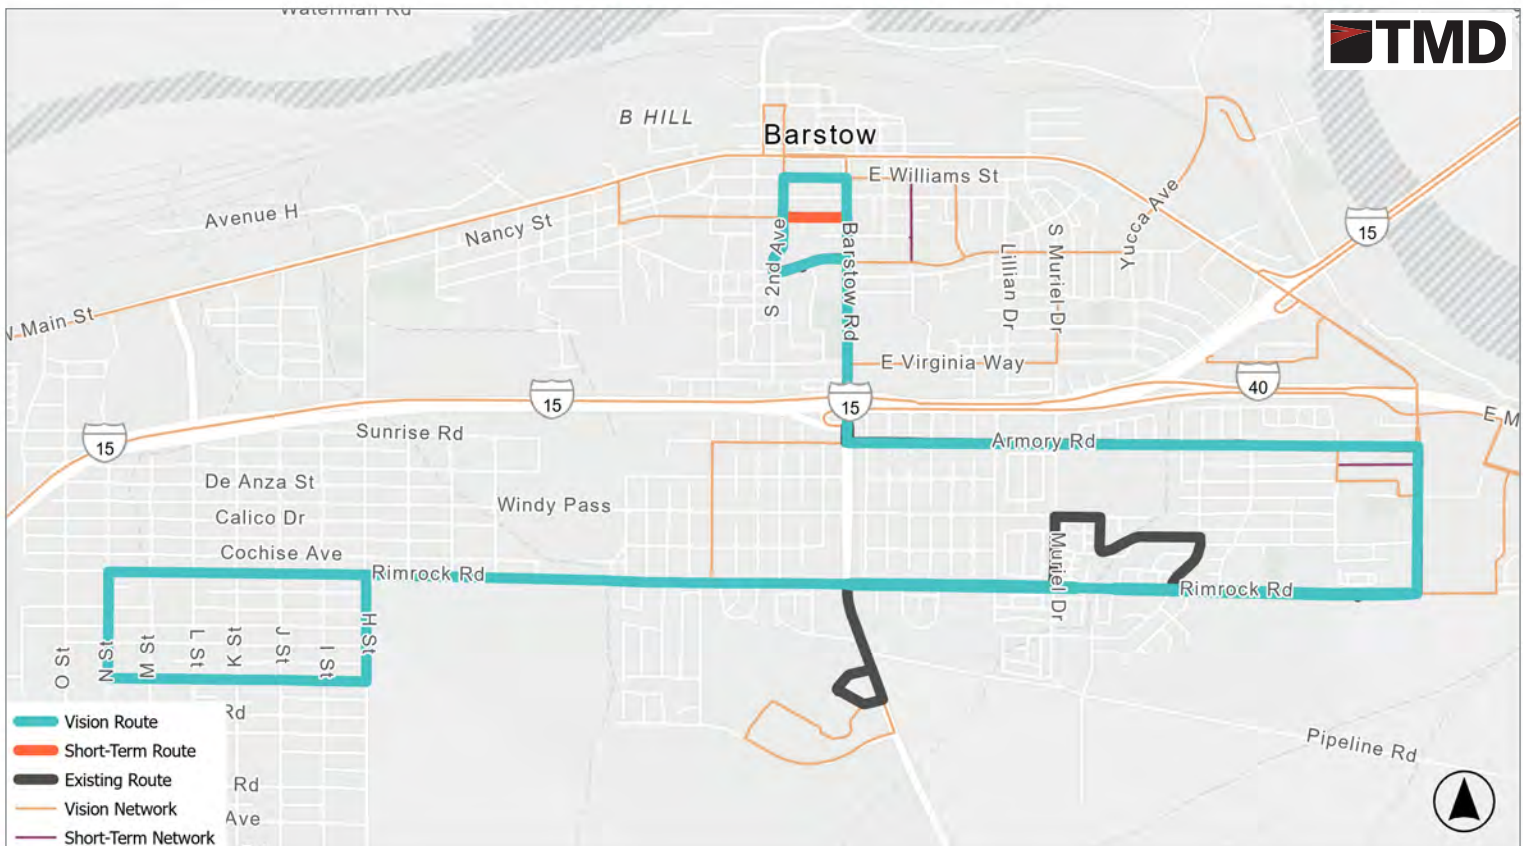 Waterman Rd
TMD
B HILL
Barstow
E Williams St
Avenue H
Nancy St
S 2nd Ave
Barstow Rd
Lillian Dr
S Muriel Dr
Yucca Ave
15
W Main St
E Virginia Way
15
15
40
15
Sunrise Rd
Armory Rd
E M
De Anza St
Calico Dr
Windy Pass
Cochise Ave
Rimrock Rd
Muriel Dr
Rimrock Rd
O St
N St
M St
L St
K St
J St
I St
H St
Rd
Rd
Ave
Pipeline Rd
Vision Route
Short-Term Route
Existing Route
Vision Network
Short-Term Network